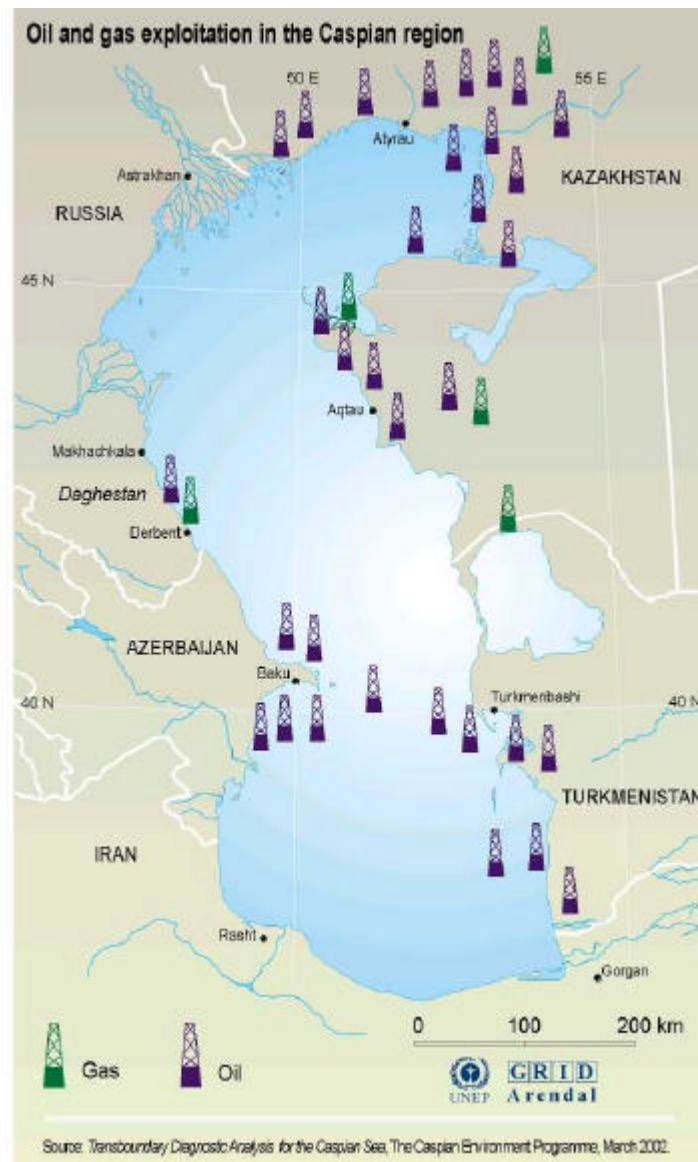 Oil and gas exploitation in the Caspian region
50 E
55 E
Atyrau
Astrakhan
KAZAKHSTAN
RUSSIA
45 N
Aqtau
Makhachkala
Daghestan
Derbent
AZERBAIJAN
Baku
Turkmenbashi
40 N
40 N
TURKMENISTAN
IRAN
Rasht
Gorgan
0 100 200 km
Gas
Oil
UNEP
GRID
Arendal
Source: Transboundary Diagnostic Analysis for the Caspian Sea, The Caspian Environment Programme, March 2002.